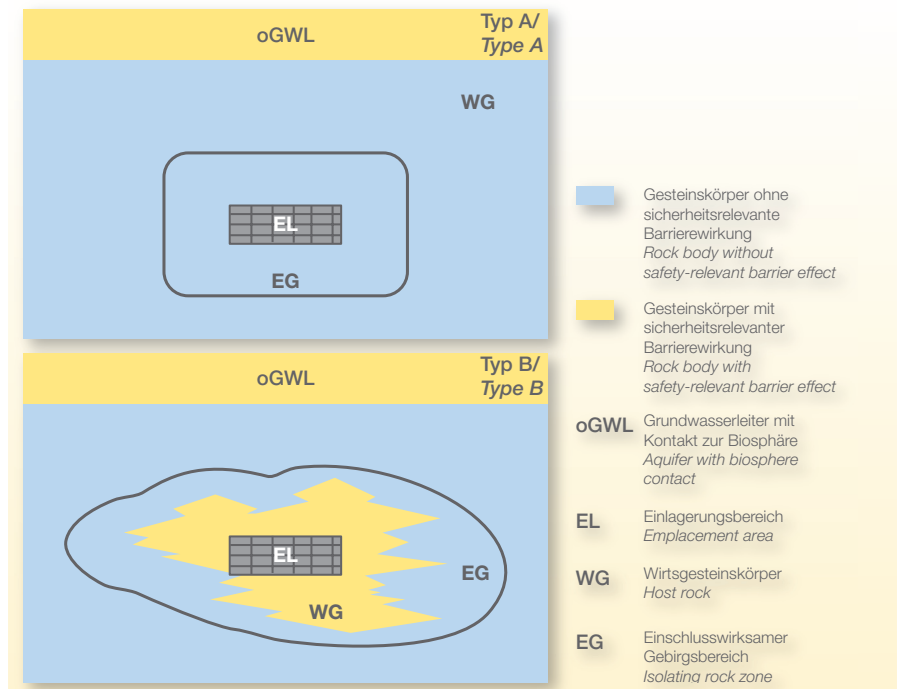 oGWL
Typ A/
Type A
WG
EL
EG
oGWL
Typ B/
Type B
EL
EG
WG
Gesteinskörper ohne
sicherheitsrelevante
Barrierewirkung
Rock body without
safety-relevant barrier effect
Gesteinskörper mit
sicherheitsrelevanter
Barrierewirkung
Rock body with
safety-relevant barrier effect
oGWL Grundwasserleiter mit
Kontakt zur Biosphäre
Aquifer with biosphere
contact
EL Einlagerungsbereich
Emplacement area
WG Wirtsgesteinskörper
Host rock
EG Einschlusswirksamer
Gebirgsbereich
Isolating rock zone